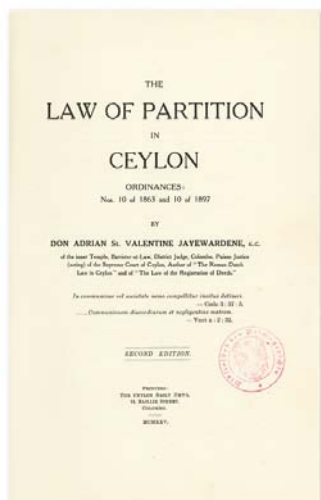 THE
LAW OF PARTITION
IN
CEYLON
ORDINANCES:
Nos. 10 of 1863 and 10 of 1897
BY
DON ADRIAN St. VALENTINE JAYEWARDENE, K.C.
of the inner Temple, Barrister-at-Law, District Judge, Colombo, Puisne Justice
(acting) of the Supreme Court of Ceylon, Author of "The Roman Dutch
Law in Ceylon" and of "The Law of the Registration of Deeds."
In communione vel societate nemo compellitur invitus detineri.
— Code 3 : 37 : 5.
.... Communionem discordiarum et negligentiae matrem.
— Voet x : 2 : 32.
SECOND EDITION.
PRINTERS:
THE CEYLON DAILY NEWS,
BAILLIE STREET,
COLOMBO.
MCMXXV.